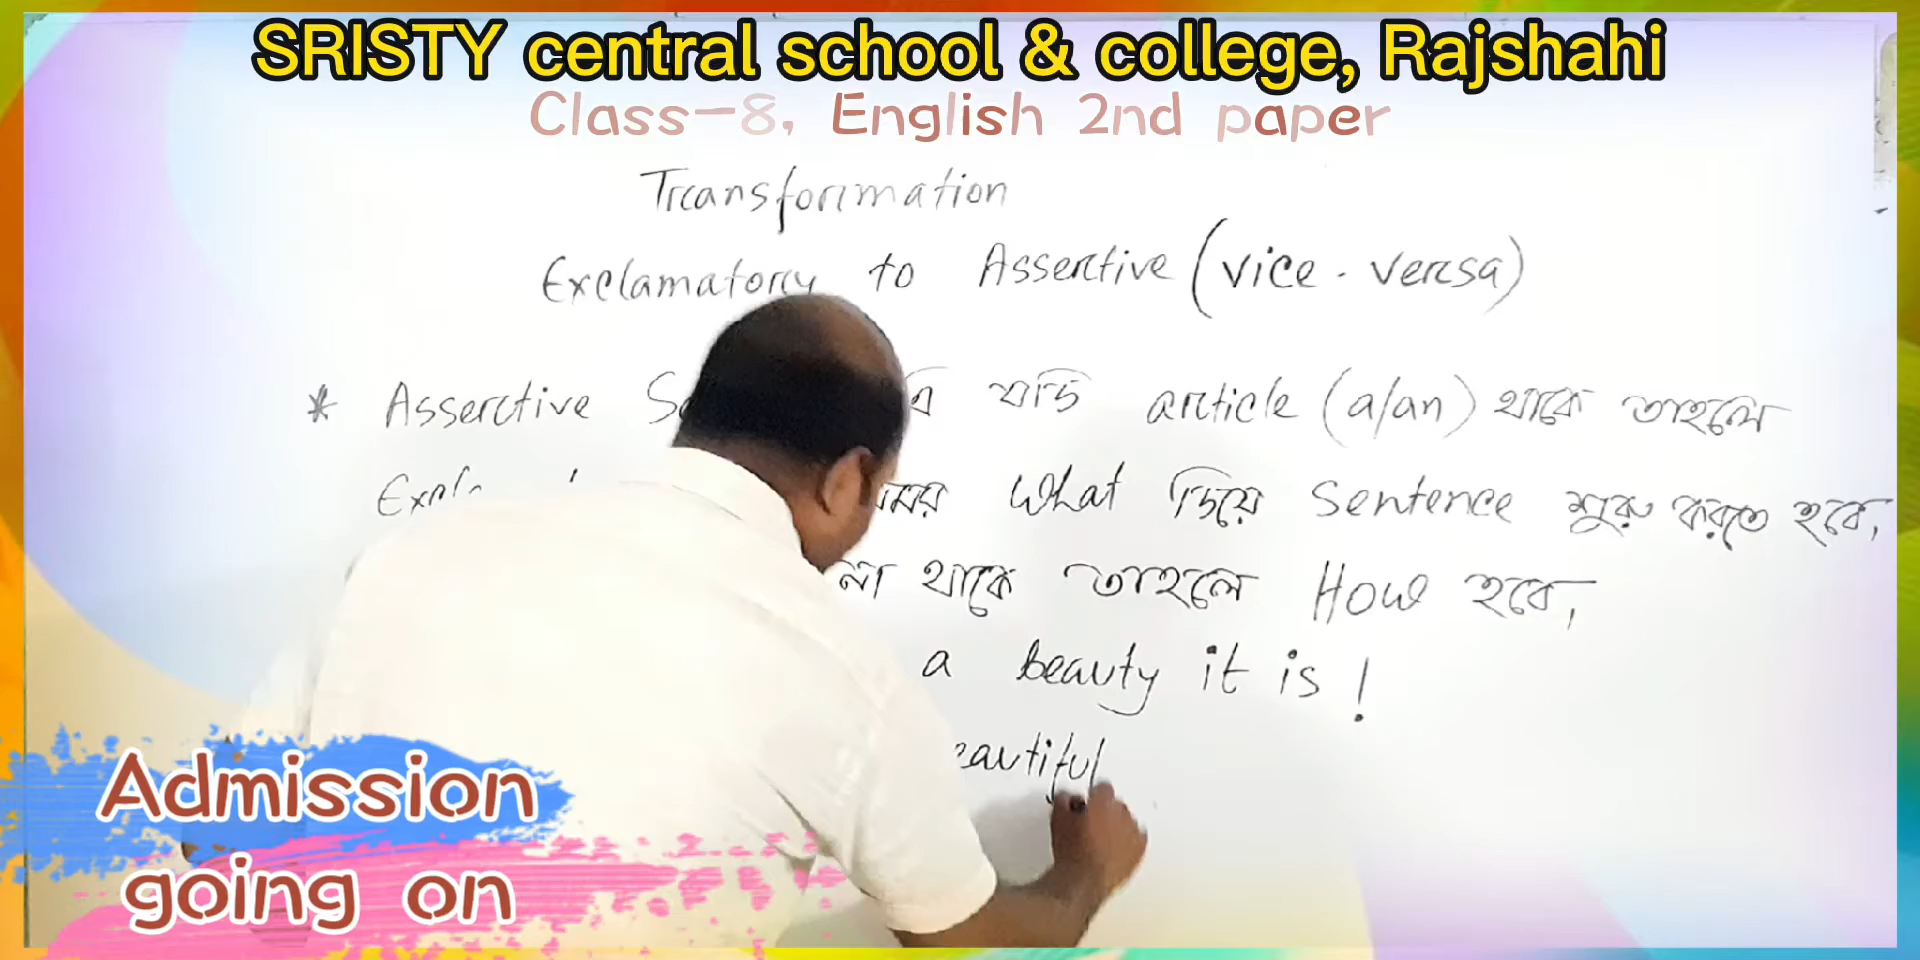 SRISTY central school & college, Rajshahi
Class-8, English 2nd paper
Transformation
Exclamatory to Assertive (vice - versa)
* Assertive যদি article (a/an) থাকে তাহলে
What দিয়ে Sentence শুরু করতে হবে,
না থাকে তাহলে How হবে,
a beauty it is !
eautiful
Admission
going on